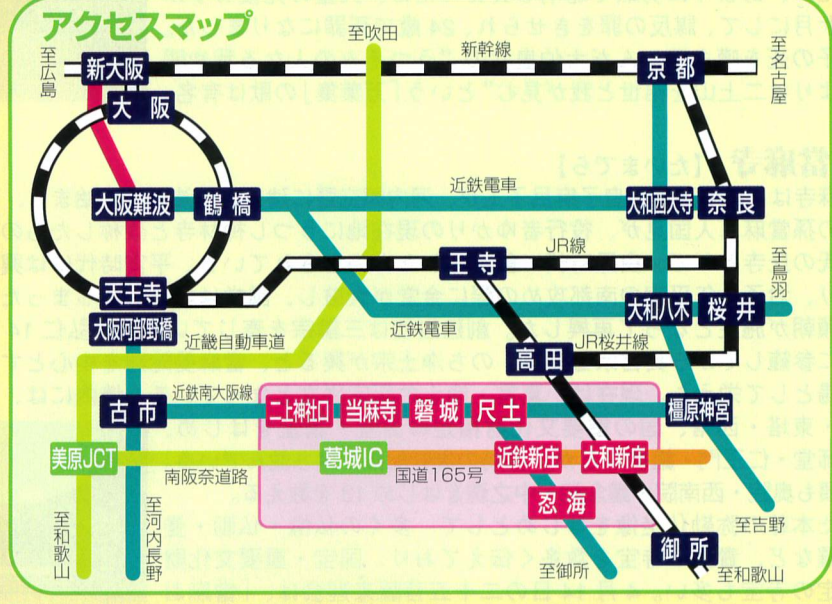 アクセスマップ
至吹田
新幹線
至広島
新大阪
京都
至名古屋
大阪
近鉄電車
大阪難波
鶴橋
大和西大寺
奈良
JR線
王寺
至鳥羽
天王寺
大和八木
桜井
大阪阿部野橋
近畿自動車道
近鉄電車
高田
JR桜井線
近鉄南大阪線
古市
二上神社口
当麻寺
磐城
尺土
橿原神宮
美原JCT
葛城IC
近鉄新庄
大和新庄
南阪奈道路
国道165号
忍海
至和歌山
至河内長野
至吉野
御所
至御所
至和歌山